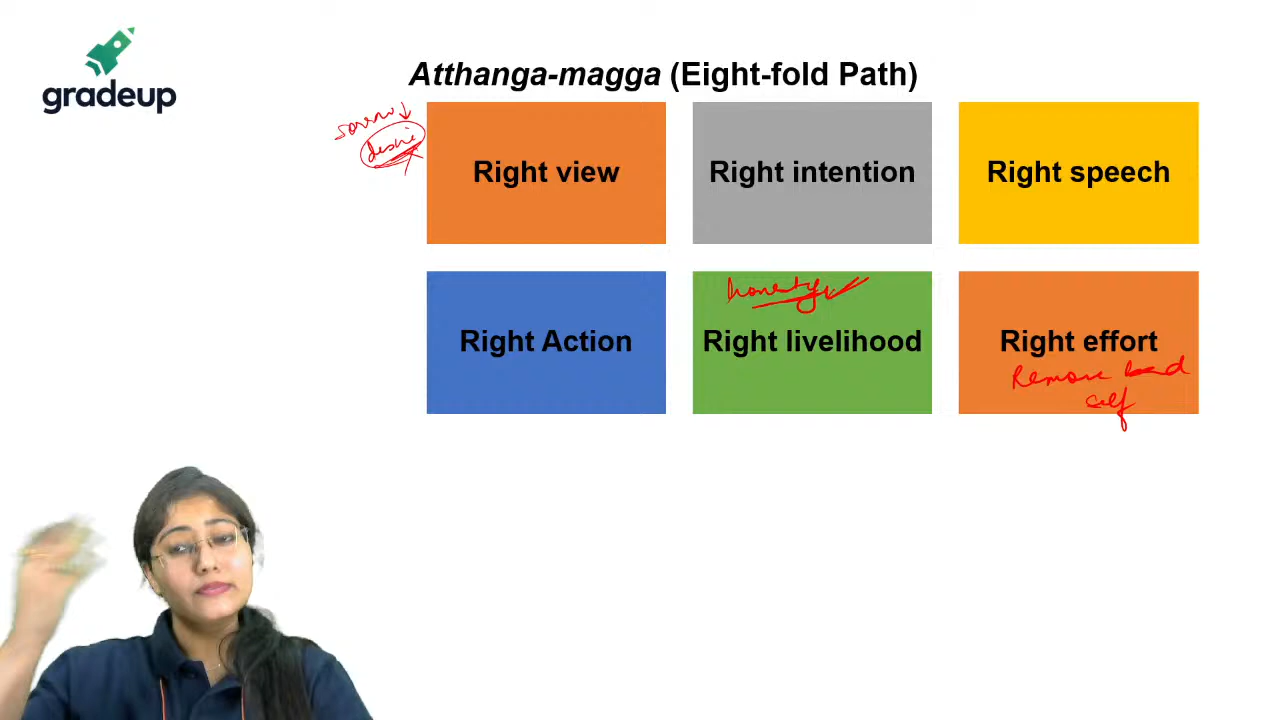 gradeup
Atthanga-magga (Eight-fold Path)
sorrow
desire
Right view
Right intention
Right speech
Right Action
honesty
Right livelihood
Right effort
Remove bad
self